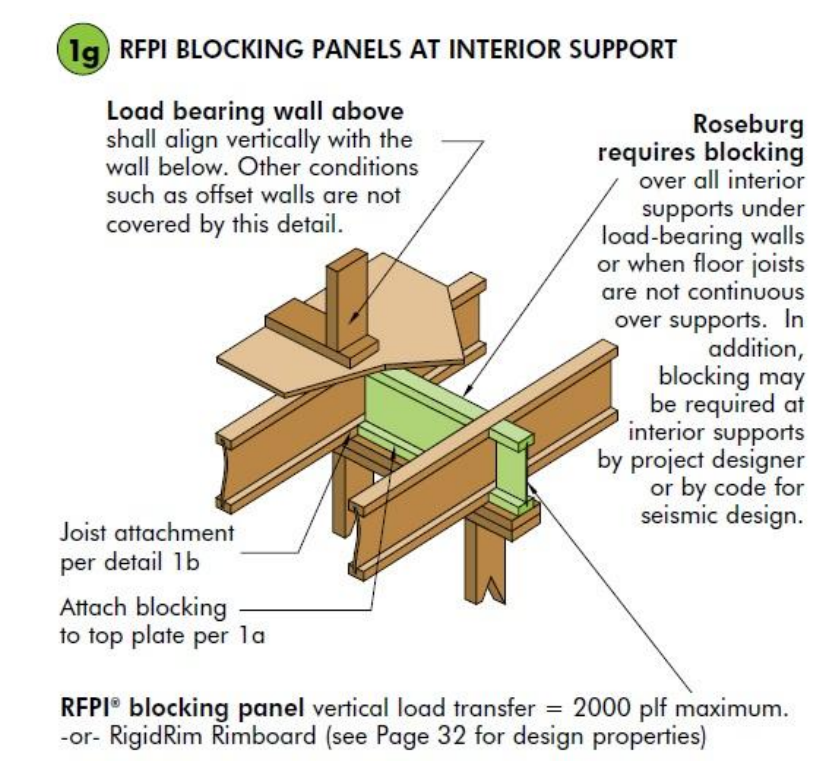 1g RFPI BLOCKING PANELS AT INTERIOR SUPPORT
Load bearing wall above
shall align vertically with the
wall below. Other conditions
such as offset walls are not
covered by this detail.
Roseburg
requires blocking
over all interior
supports under
load-bearing walls
or when floor joists
are not continuous
over supports. In
addition,
blocking may
be required at
interior supports
by project designer
or by code for
seismic design.
Joist attachment
per detail 1b
Attach blocking
to top plate per 1a
RFPI® blocking panel vertical load transfer = 2000 plf maximum.
-or- RigidRim Rimboard (see Page 32 for design properties)